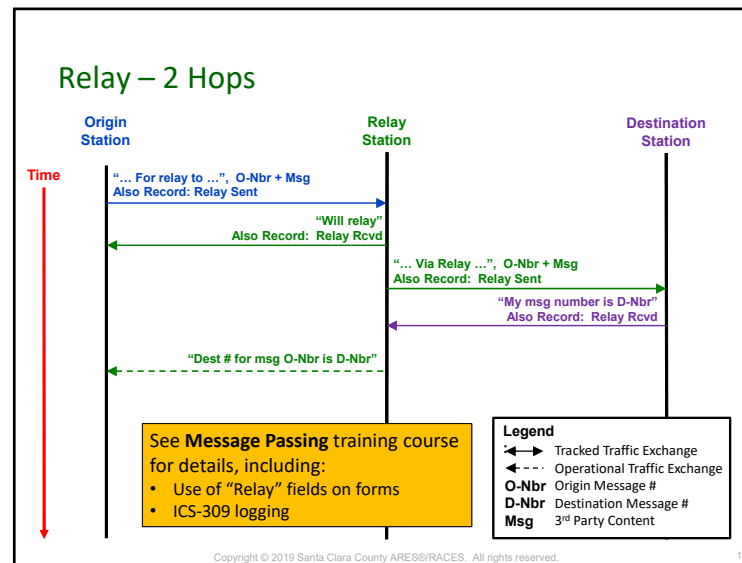 Relay – 2 Hops
Origin
Station
Relay
Station
Destination
Station
Time
“... For relay to ...”, O-Nbr + Msg
Also Record: Relay Sent
“Will relay”
Also Record: Relay Rcvd
“... Via Relay ...”, O-Nbr + Msg
Also Record: Relay Sent
“My msg number is D-Nbr”
Also Record: Relay Rcvd
“Dest # for msg O-Nbr is D-Nbr”
See Message Passing training course
for details, including:
• Use of “Relay” fields on forms
• ICS-309 logging
Legend
Tracked Traffic Exchange
Operational Traffic Exchange
O-Nbr Origin Message #
D-Nbr Destination Message #
Msg 3rd Party Content
Copyright © 2019 Santa Clara County ARES®/RACES. All rights reserved.
1